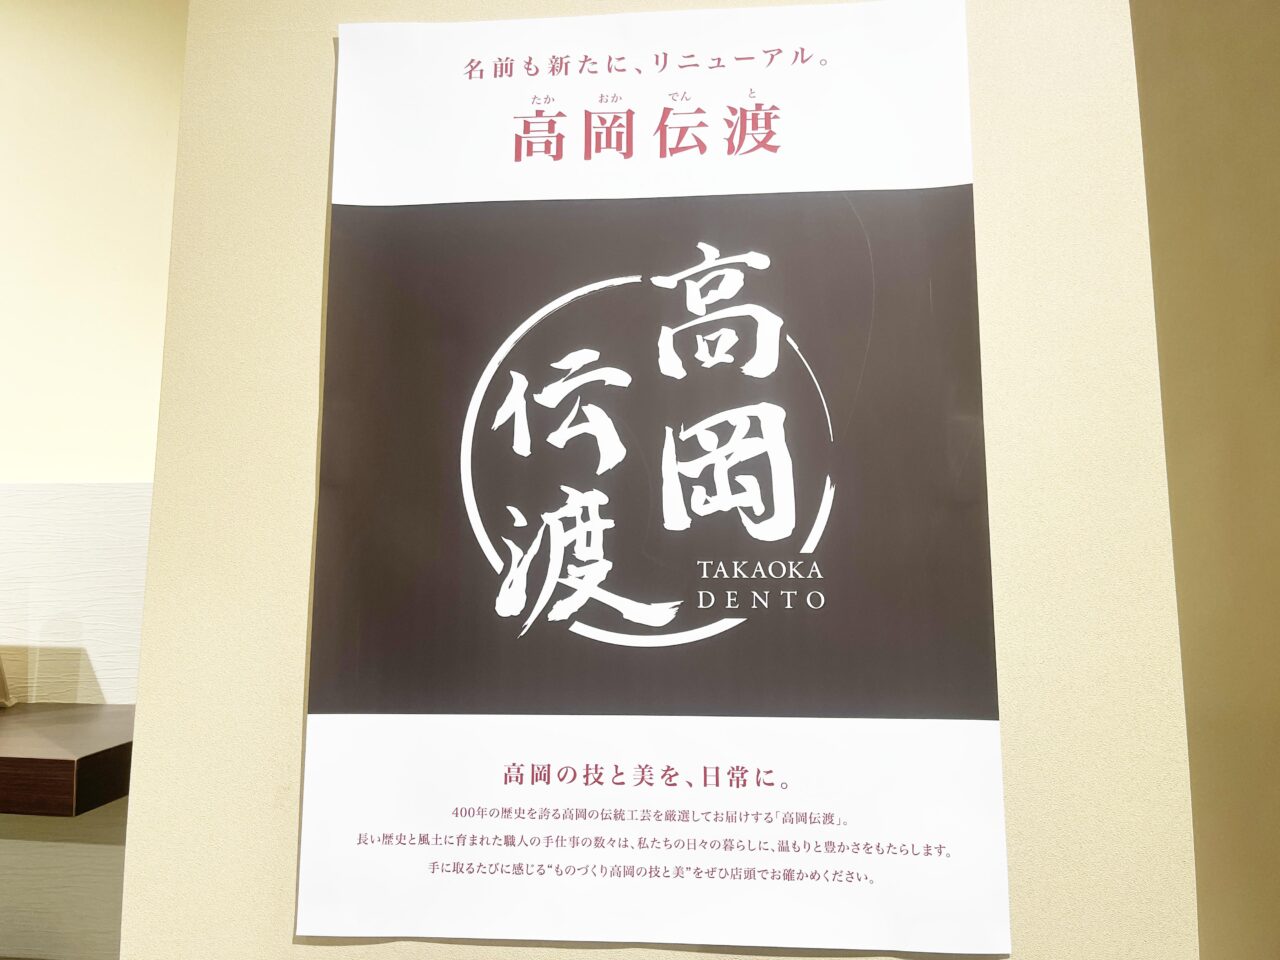 名前も新たに、リニューアル。
たか おか でん と
高岡伝渡
高岡
伝渡
TAKAOKA
DENTO
高岡の技と美を、日常に。
400年の歴史を誇る高岡の伝統工芸を厳選してお届けする「高岡伝渡」。
長い歴史と風土に育まれた職人の手仕事の数々は、私たちの日々の暮らしに、温もりと豊かさをもたらします。
手に取るたびに感じる“ものづくり高岡の技と美”をぜひ店頭でお確かめください。